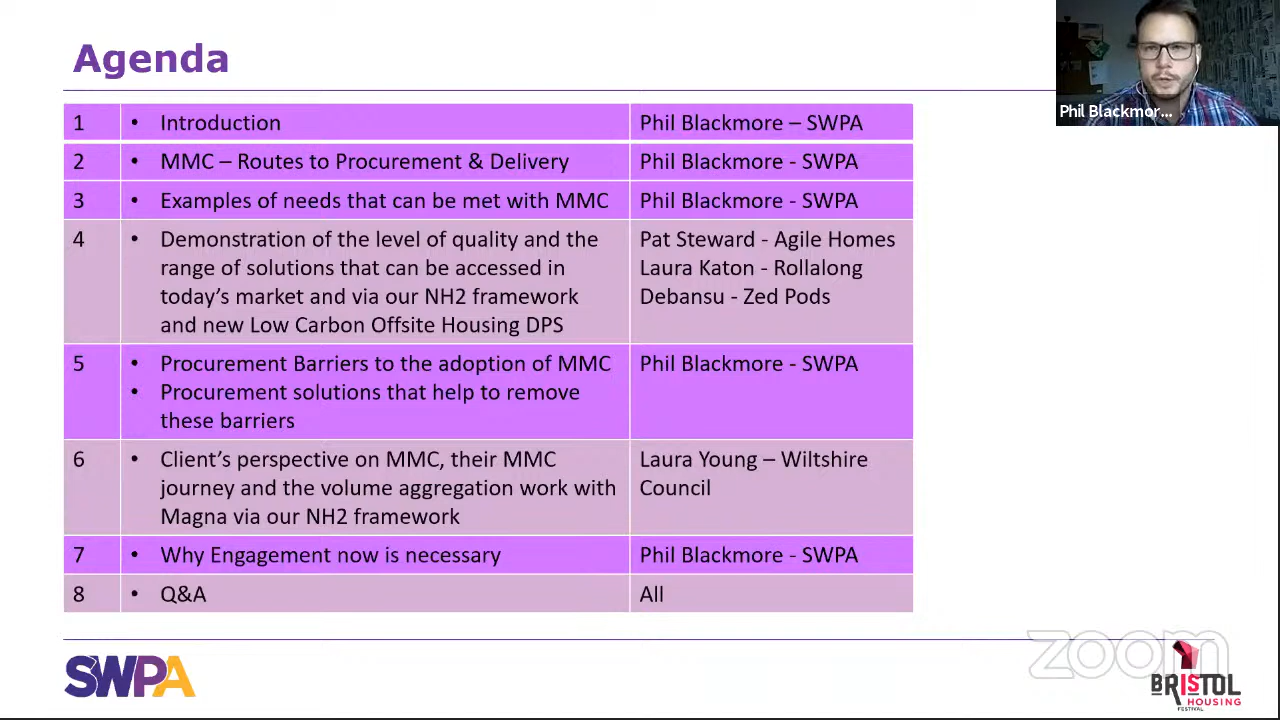 Agenda
Phil Blackmor...
1 • Introduction Phil Blackmore – SWPA
2 • MMC – Routes to Procurement & Delivery Phil Blackmore - SWPA
3 • Examples of needs that can be met with MMC Phil Blackmore - SWPA
4 • Demonstration of the level of quality and the Pat Steward - Agile Homes
range of solutions that can be accessed in Laura Katon - Rollalong
today's market and via our NH2 framework Debansu - Zed Pods
and new Low Carbon Offsite Housing DPS
5 • Procurement Barriers to the adoption of MMC Phil Blackmore - SWPA
• Procurement solutions that help to remove
these barriers
6 • Client's perspective on MMC, their MMC Laura Young – Wiltshire
journey and the volume aggregation work with Council
Magna via our NH2 framework
7 • Why Engagement now is necessary Phil Blackmore - SWPA
8 • Q&A All
SWPA
zoom
BRISTOL
HOUSING
FESTIVAL